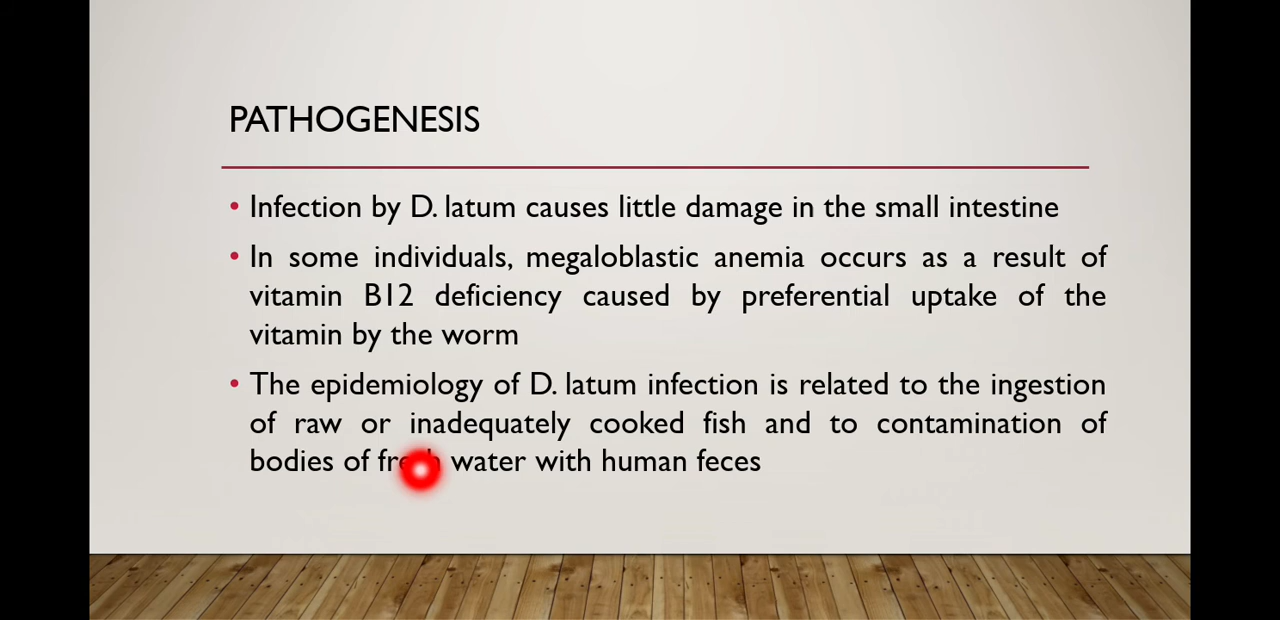 PATHOGENESIS
• Infection by D. latum causes little damage in the small intestine
• In some individuals, megaloblastic anemia occurs as a result of
vitamin B12 deficiency caused by preferential uptake of the
vitamin by the worm
• The epidemiology of D. latum infection is related to the ingestion
of raw or inadequately cooked fish and to contamination of
bodies of fresh water with human feces